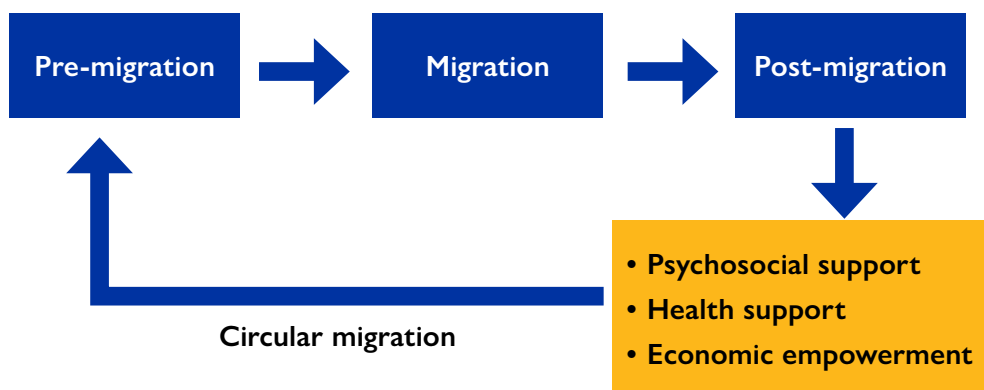 Pre-migration
Migration
Post-migration
• Psychosocial support
• Health support
• Economic empowerment
Circular migration